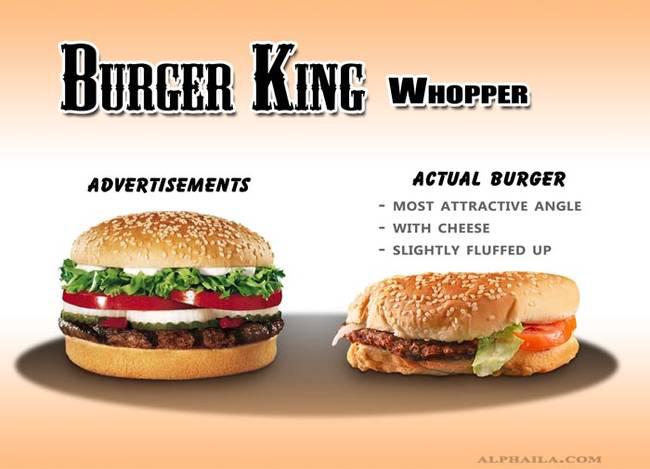 BURGER KING WHOPPER
ADVERTISEMENTS
ACTUAL BURGER
- MOST ATTRACTIVE ANGLE
- WITH CHEESE
- SLIGHTLY FLUFFED UP
ALPHAILA.COM